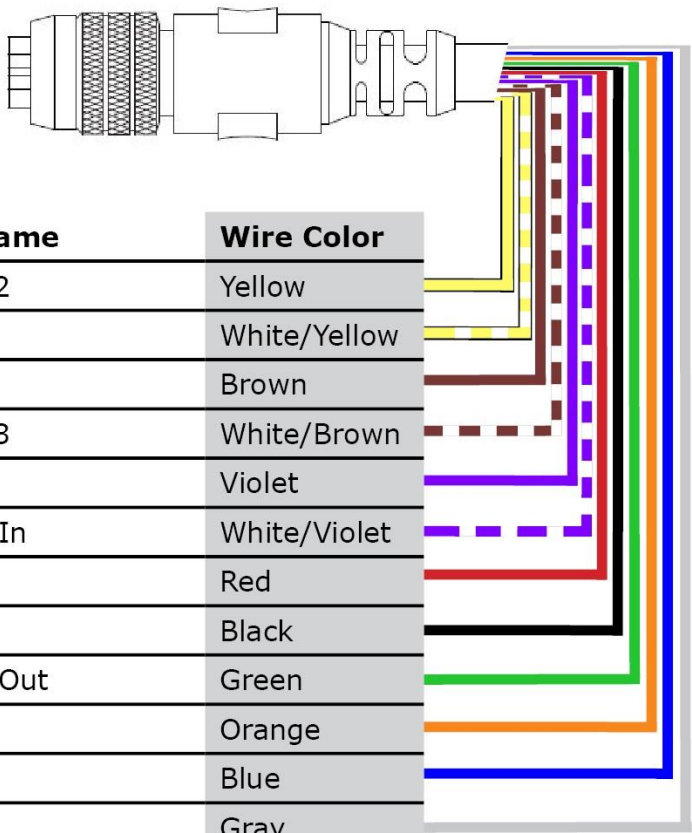 ame Wire Color
2 Yellow
White/Yellow
Brown
3 White/Brown
Violet
In White/Violet
Red
Black
Out Green
Orange
Blue
Gray